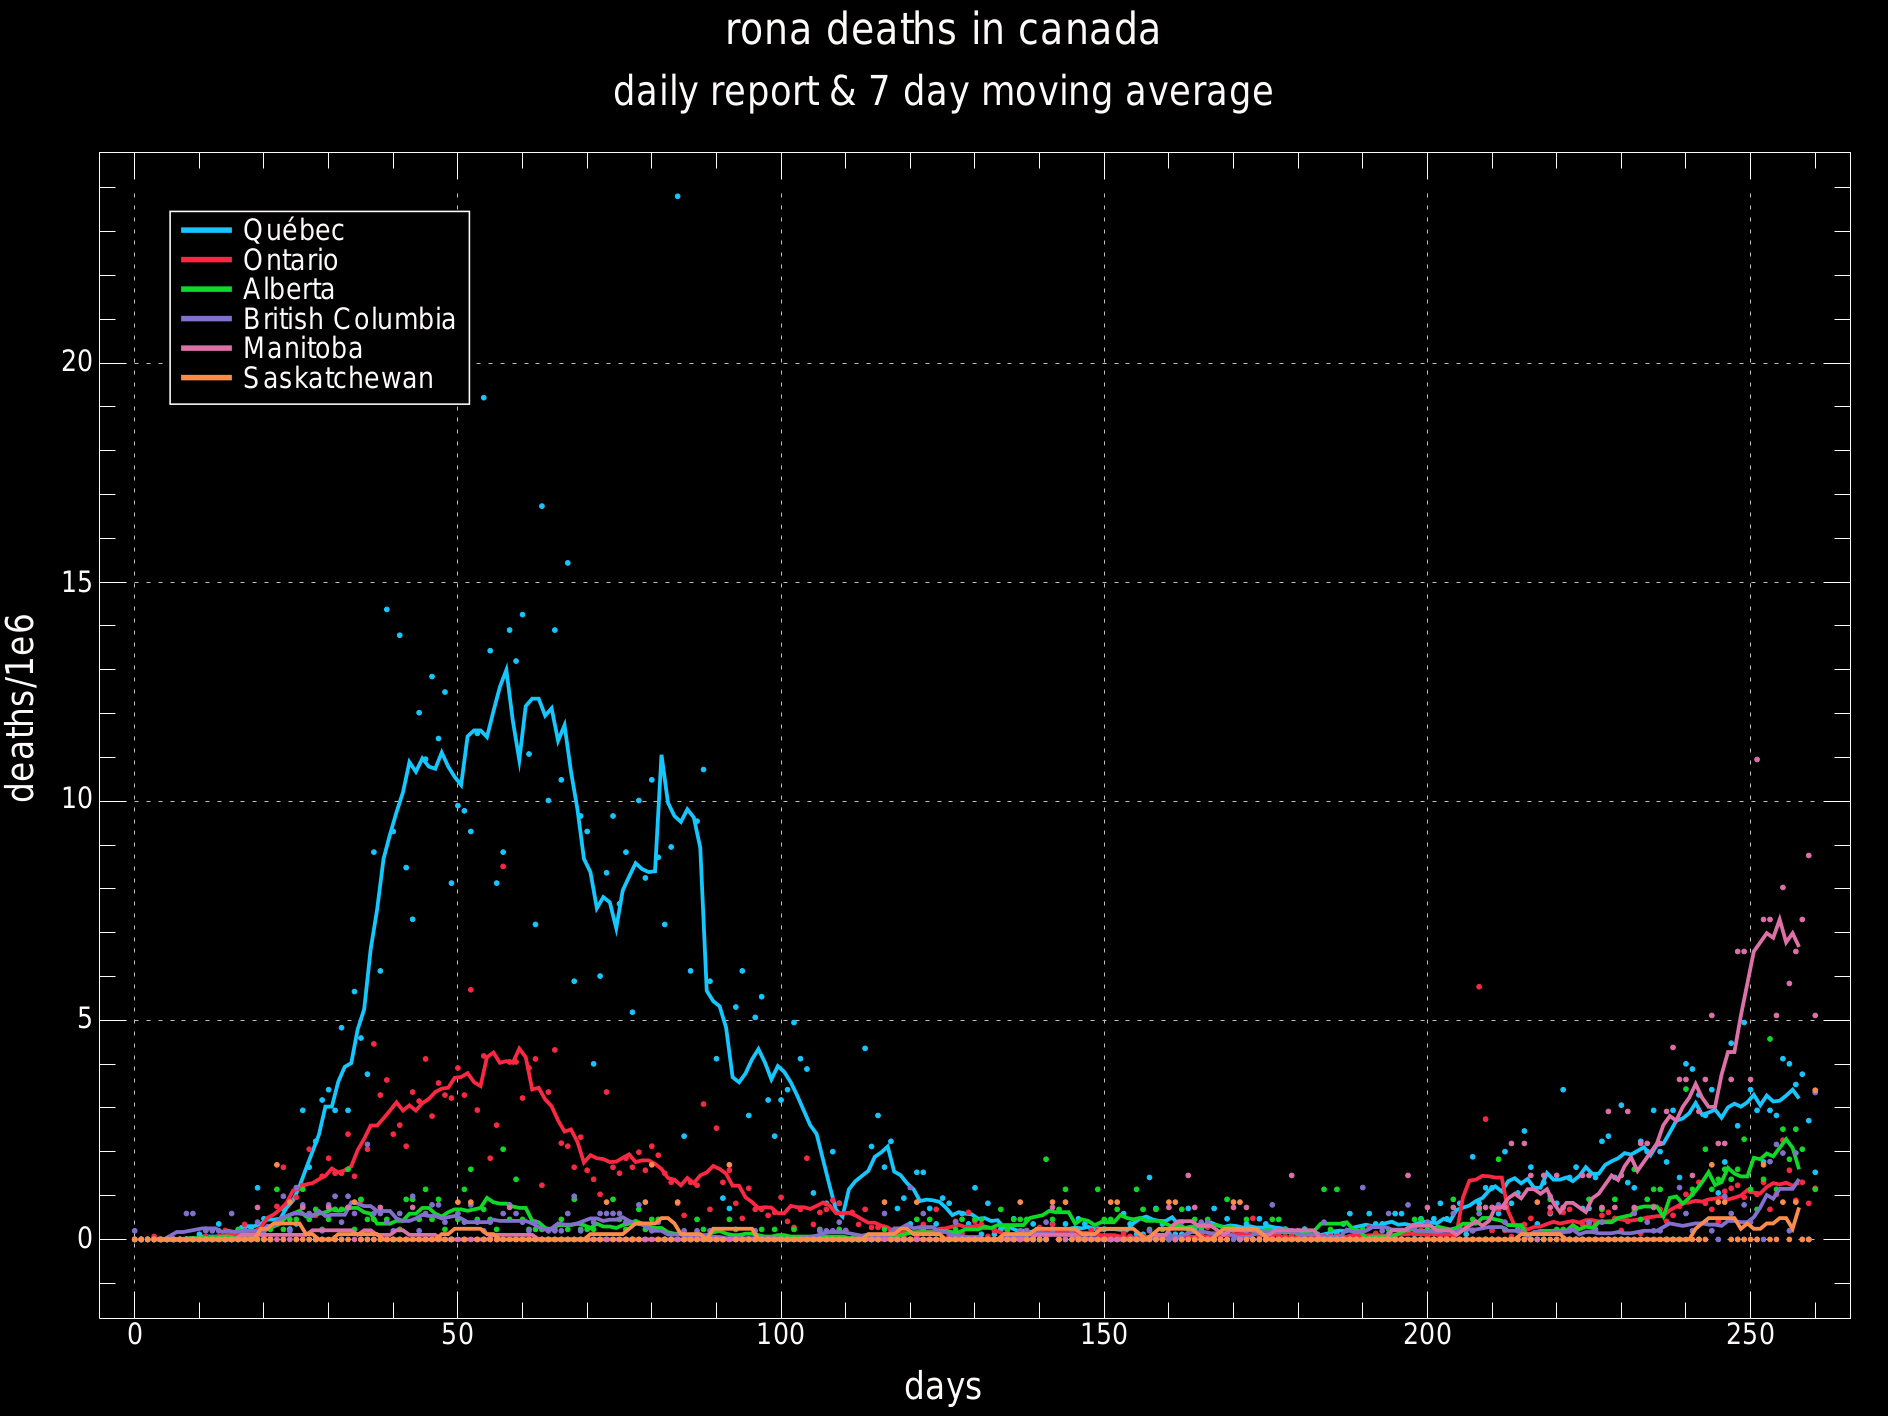 rona deaths in canada
daily report & 7 day moving average
Québec
Ontario
Alberta
British Columbia
Manitoba
Saskatchewan
20
15
10
5
0
deaths/1e6
0 50 100 150 200 250
days